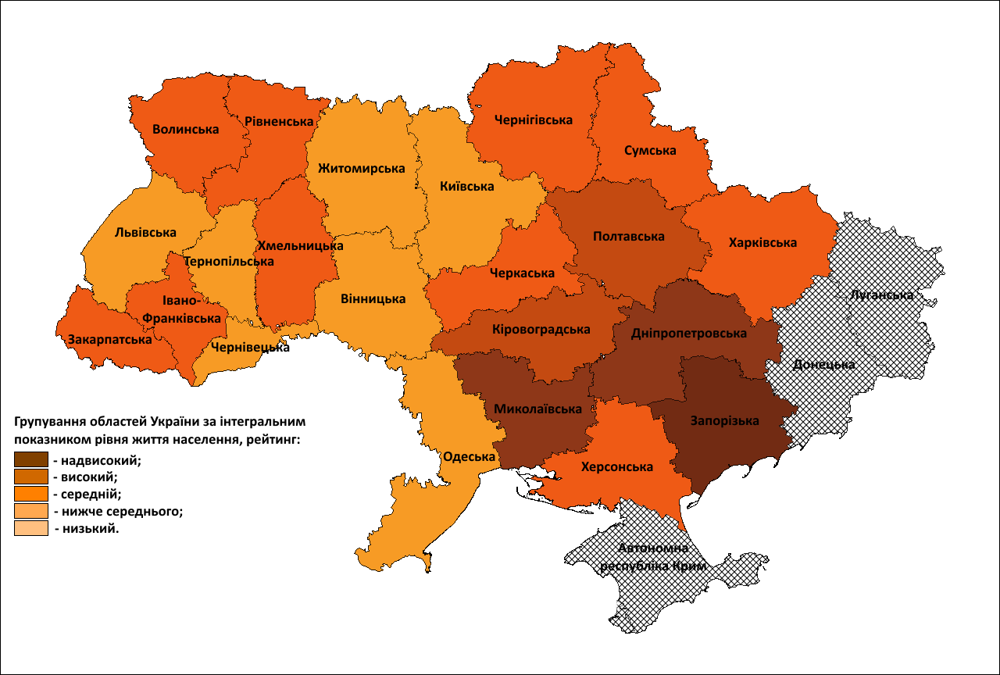 Волинська
Рівненська
Чернігівська
Сумська
Житомирська
Київська
Львівська
Тернопільська
Хмельницька
Полтавська
Харківська
Черкаська
Вінницька
Івано-
Франківська
Луганська
Закарпатська
Чернівецька
Кіровоградська
Дніпропетровська
Донецька
Миколаївська
Запорізька
Одеська
Херсонська
Автономна
республіка Крим
Групування областей України за інтегральним
показником рівня життя населення, рейтинг:
- надвисокий;
- високий;
- середній;
- нижче середнього;
- низький.